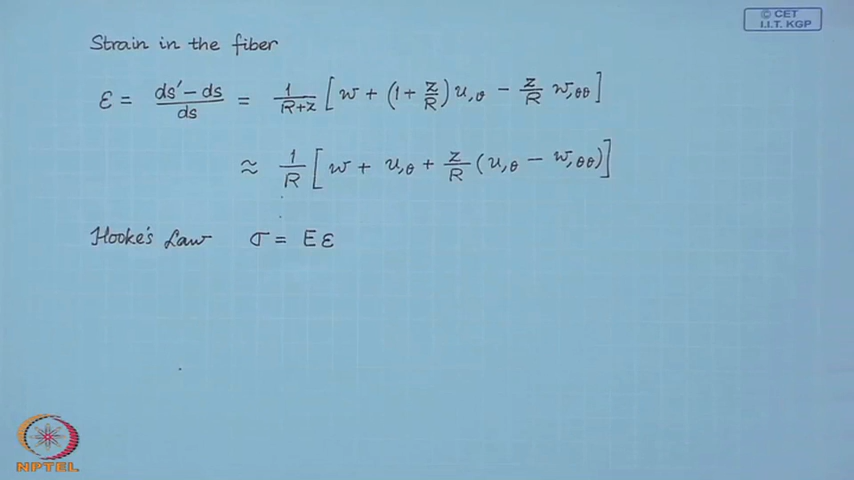 © CET
I.I.T. KGP
Strain in the fiber
ε = (ds′ − ds)/ds = 1/(R+z) [w + (1 + z/R) u,θ − z/R w,θθ]
≈ 1/R [w + u,θ + z/R (u,θ − w,θθ)]
Hooke's Law σ = Eε
NPTEL